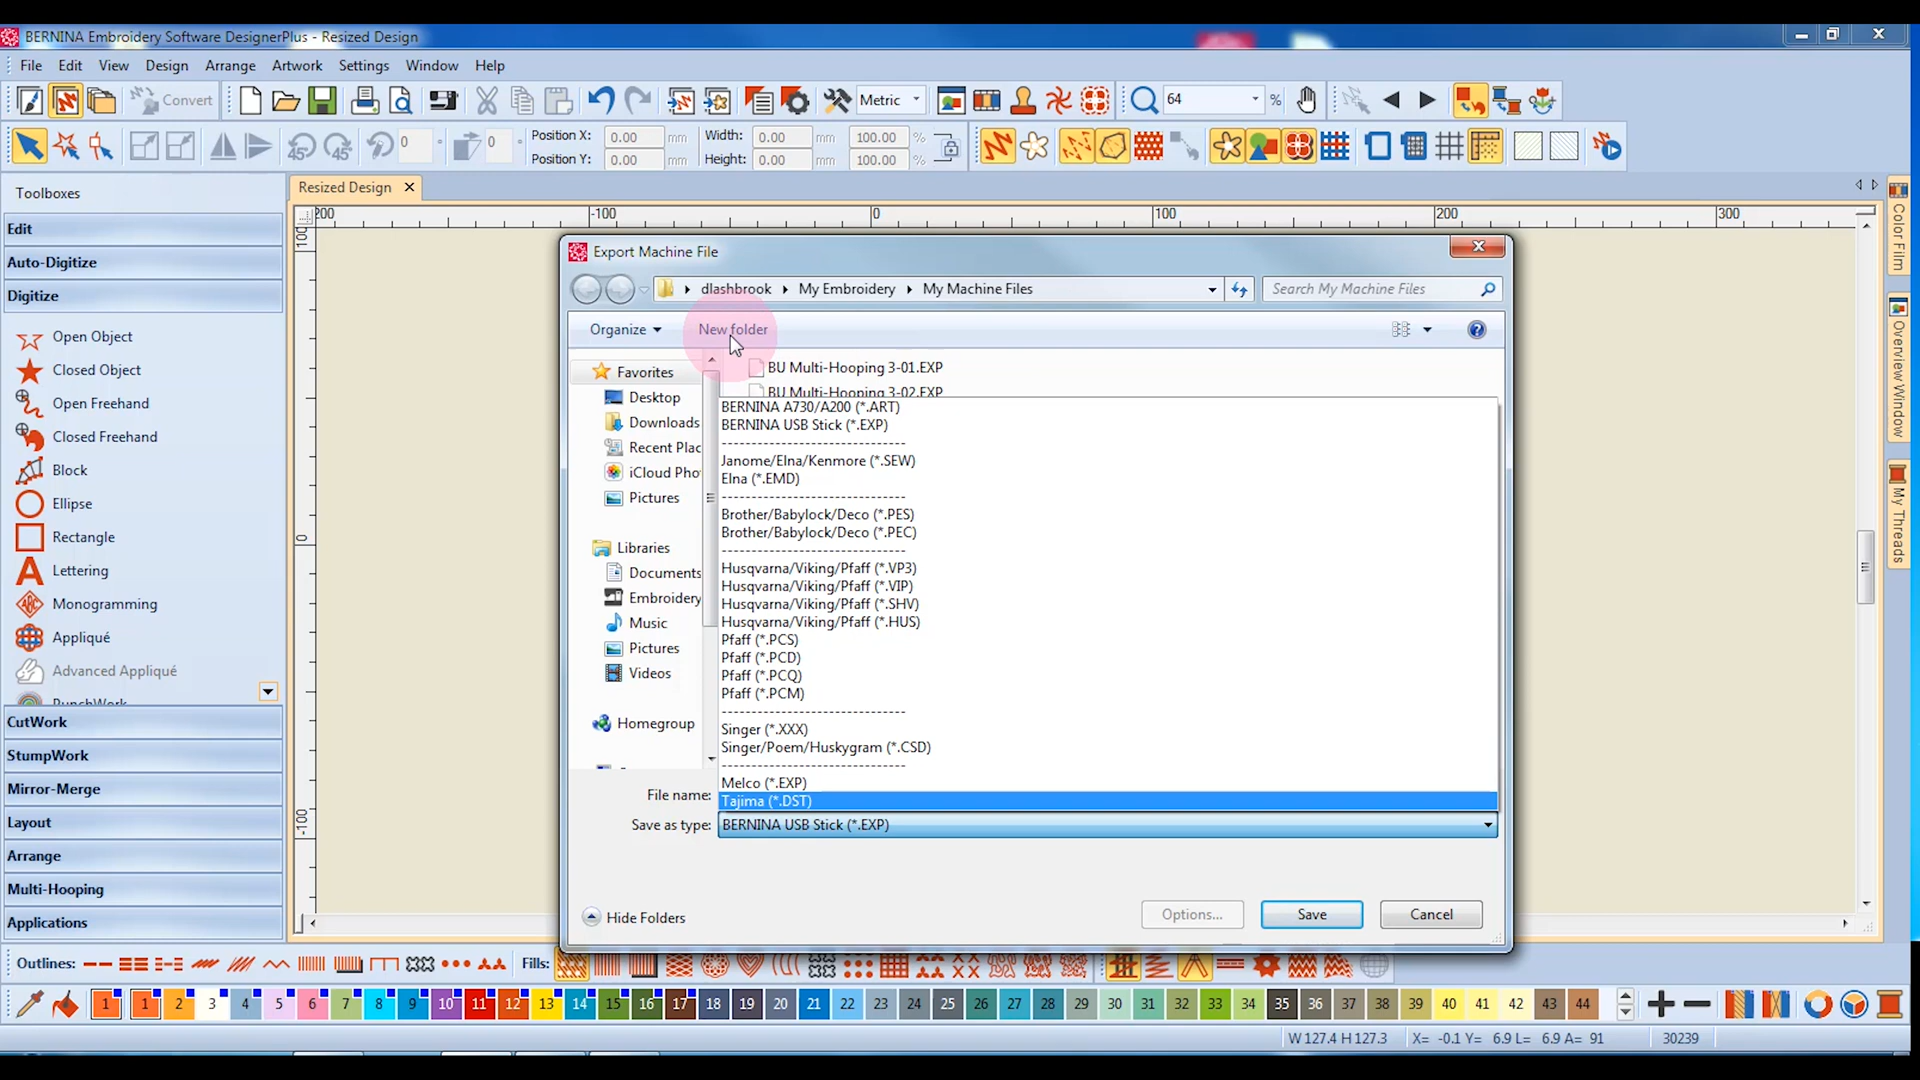 BERNINA Embroidery Software DesignerPlus - Resized Design
File Edit View Design Arrange Artwork Settings Window Help
Convert
Metric
64 %
0
0
Position X: 0.00 mm
Position Y: 0.00 mm
Width: 0.00 mm 100.00 %
Height: 0.00 mm 100.00 %
Toolboxes
Resized Design
Edit
Auto-Digitize
Digitize
Open Object
Closed Object
Open Freehand
Closed Freehand
Block
Ellipse
Rectangle
Lettering
Monogramming
Appliqué
Advanced Appliqué
PunchWork
CutWork
StumpWork
Mirror-Merge
Layout
Arrange
Multi-Hooping
Applications
200 -100 0 100 200 300
100
0
-100
Export Machine File
dlashbrook My Embroidery My Machine Files
Search My Machine Files
Organize New folder
Favorites
Desktop
Downloads
Recent Plac
iCloud Pho
Pictures
Libraries
Documents
Embroidery
Music
Pictures
Videos
Homegroup
BU Multi-Hooping 3-01.EXP
BU Multi-Hooping 3-02.EXP
BERNINA A730/A200 (*.ART)
BERNINA USB Stick (*.EXP)
-------------------------------
Janome/Elna/Kenmore (*.SEW)
Elna (*.EMD)
-------------------------------
Brother/Babylock/Deco (*.PES)
Brother/Babylock/Deco (*.PEC)
-------------------------------
Husqvarna/Viking/Pfaff (*.VP3)
Husqvarna/Viking/Pfaff (*.VIP)
Husqvarna/Viking/Pfaff (*.SHV)
Husqvarna/Viking/Pfaff (*.HUS)
Pfaff (*.PCS)
Pfaff (*.PCD)
Pfaff (*.PCQ)
Pfaff (*.PCM)
-------------------------------
Singer (*.XXX)
Singer/Poem/Huskygram (*.CSD)
-------------------------------
Melco (*.EXP)
Tajima (*.DST)
File name:
Save as type: BERNINA USB Stick (*.EXP)
Hide Folders
Options... Save Cancel
Color Film
Overview Window
My Threads
Outlines:
Fills:
1 1 2 3 4 5 6 7 8 9 10 11 12 13 14 15 16 17 18 19 20 21 22 23 24 25 26 27 28 29 30 31 32 33 34 35 36 37 38 39 40 41 42 43 44
W 127.4 H 127.3 X= -0.1 Y= 6.9 L= 6.9 A= 91 30239